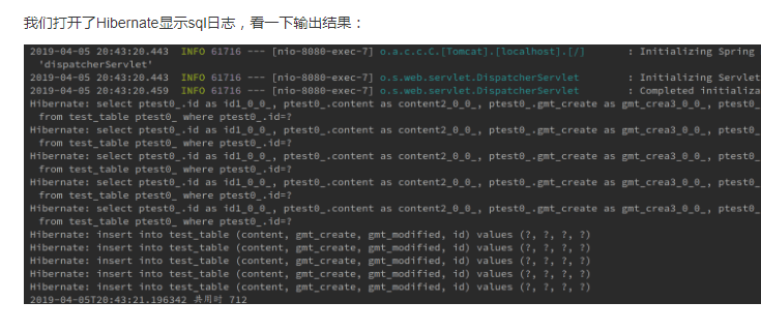 我们打开了Hibernate显示sql日志，看一下输出结果：
2019-04-05 20:43:20.443  INFO 61716 --- [nio-8080-exec-7] o.a.c.c.C.[Tomcat].[localhost].[/]       : Initializing Spring
'dispatcherServlet'
2019-04-05 20:43:20.443  INFO 61716 --- [nio-8080-exec-7] o.s.web.servlet.DispatcherServlet        : Initializing Servlet
2019-04-05 20:43:20.459  INFO 61716 --- [nio-8080-exec-7] o.s.web.servlet.DispatcherServlet        : Completed initializa
Hibernate: select ptest0_.id as id1_0_0_, ptest0_.content as content2_0_0_, ptest0_.gmt_create as gmt_crea3_0_0_, ptest0_
from test_table ptest0_ where ptest0_.id=?
Hibernate: select ptest0_.id as id1_0_0_, ptest0_.content as content2_0_0_, ptest0_.gmt_create as gmt_crea3_0_0_, ptest0_
from test_table ptest0_ where ptest0_.id=?
Hibernate: select ptest0_.id as id1_0_0_, ptest0_.content as content2_0_0_, ptest0_.gmt_create as gmt_crea3_0_0_, ptest0_
from test_table ptest0_ where ptest0_.id=?
Hibernate: select ptest0_.id as id1_0_0_, ptest0_.content as content2_0_0_, ptest0_.gmt_create as gmt_crea3_0_0_, ptest0_
from test_table ptest0_ where ptest0_.id=?
Hibernate: select ptest0_.id as id1_0_0_, ptest0_.content as content2_0_0_, ptest0_.gmt_create as gmt_crea3_0_0_, ptest0_
from test_table ptest0_ where ptest0_.id=?
Hibernate: insert into test_table (content, gmt_create, gmt_modified, id) values (?, ?, ?, ?)
Hibernate: insert into test_table (content, gmt_create, gmt_modified, id) values (?, ?, ?, ?)
Hibernate: insert into test_table (content, gmt_create, gmt_modified, id) values (?, ?, ?, ?)
Hibernate: insert into test_table (content, gmt_create, gmt_modified, id) values (?, ?, ?, ?)
Hibernate: insert into test_table (content, gmt_create, gmt_modified, id) values (?, ?, ?, ?)
2019-04-05T20:43:21.196342 共用时 712